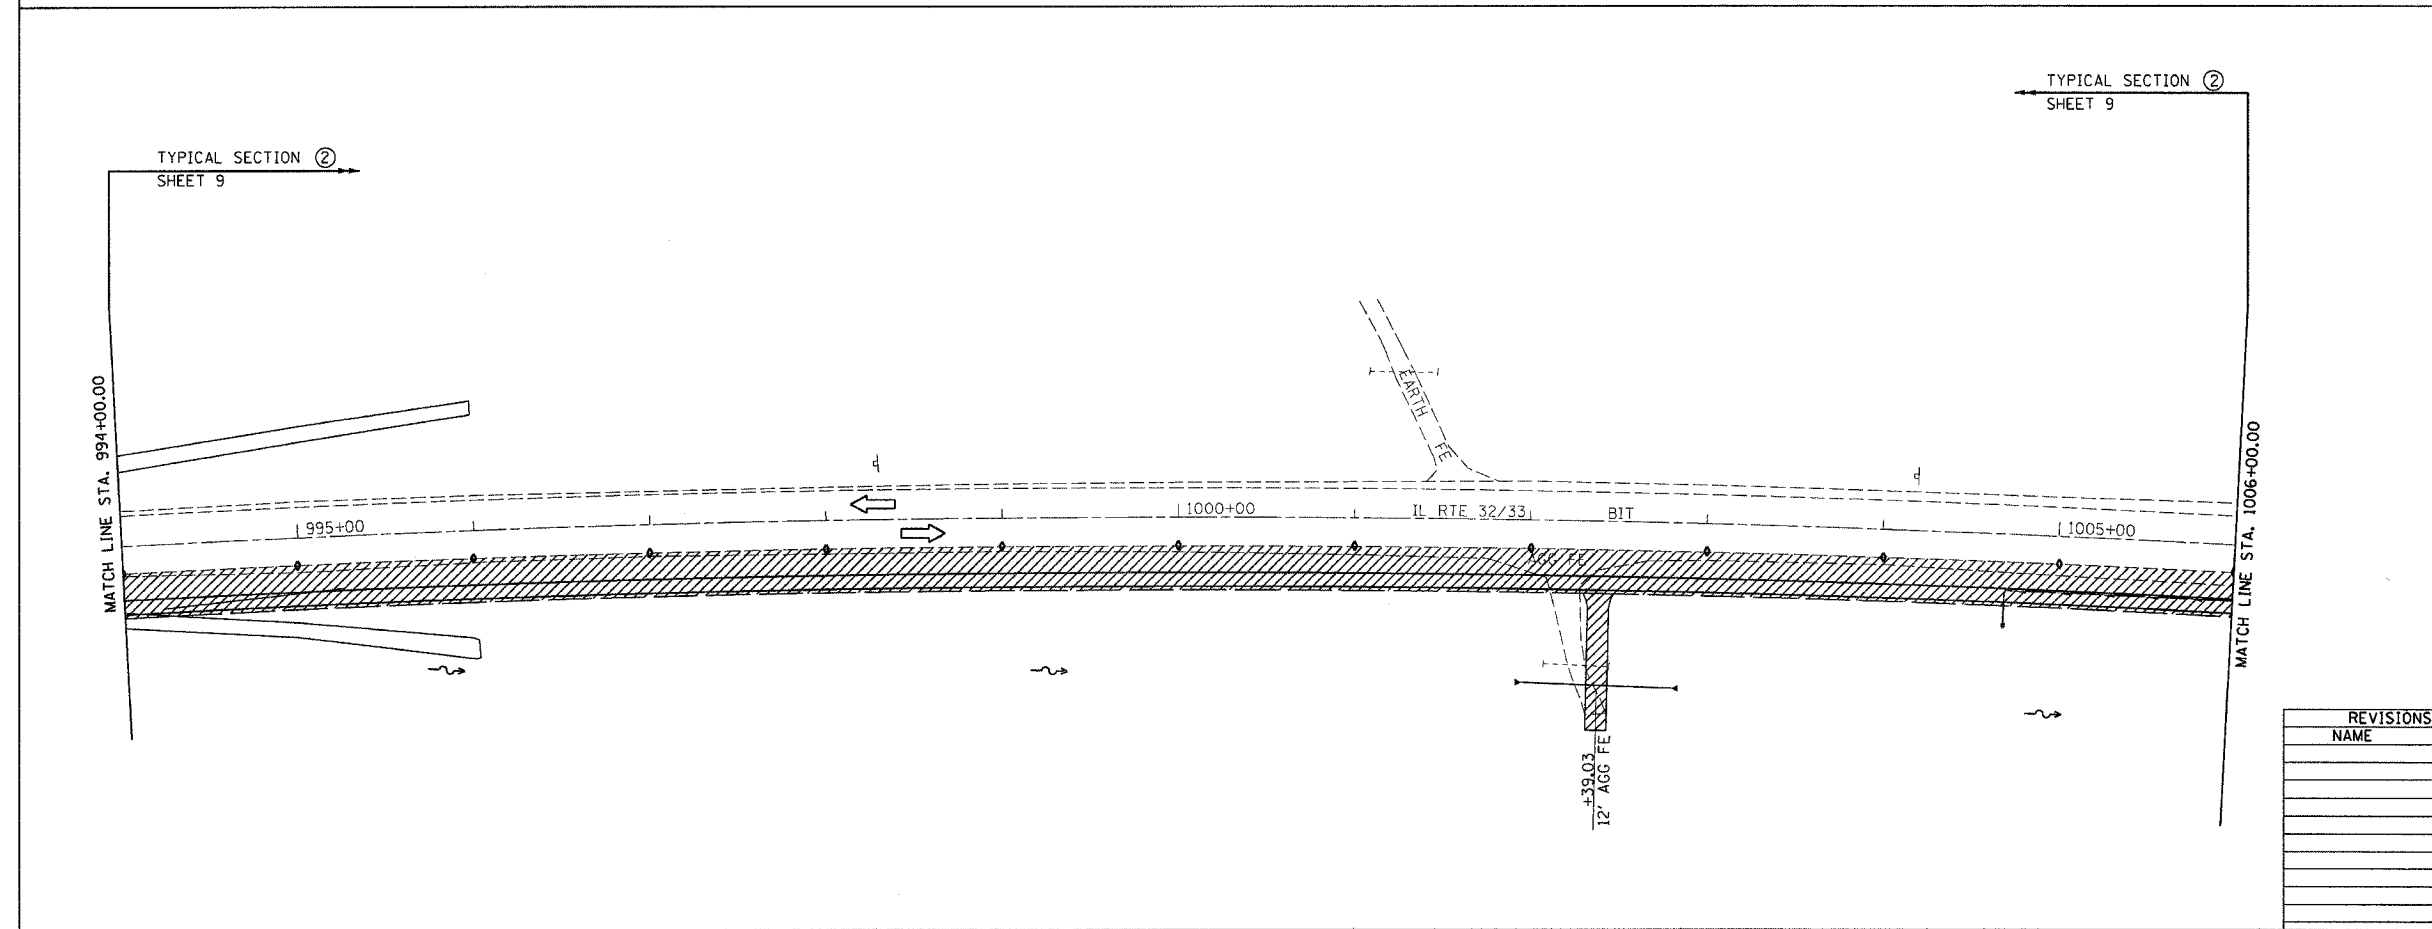 TYPICAL SECTION ②
SHEET 9
TYPICAL SECTION ②
SHEET 9
MATCH LINE STA. 994+00.00
995+00
1000+00
IL RTE 32/33
BIT
1005+00
EARTH FE
AGG FE
+39.03
12' AGG FE
MATCH LINE STA. 1006+00.00
REVISIONS
NAME